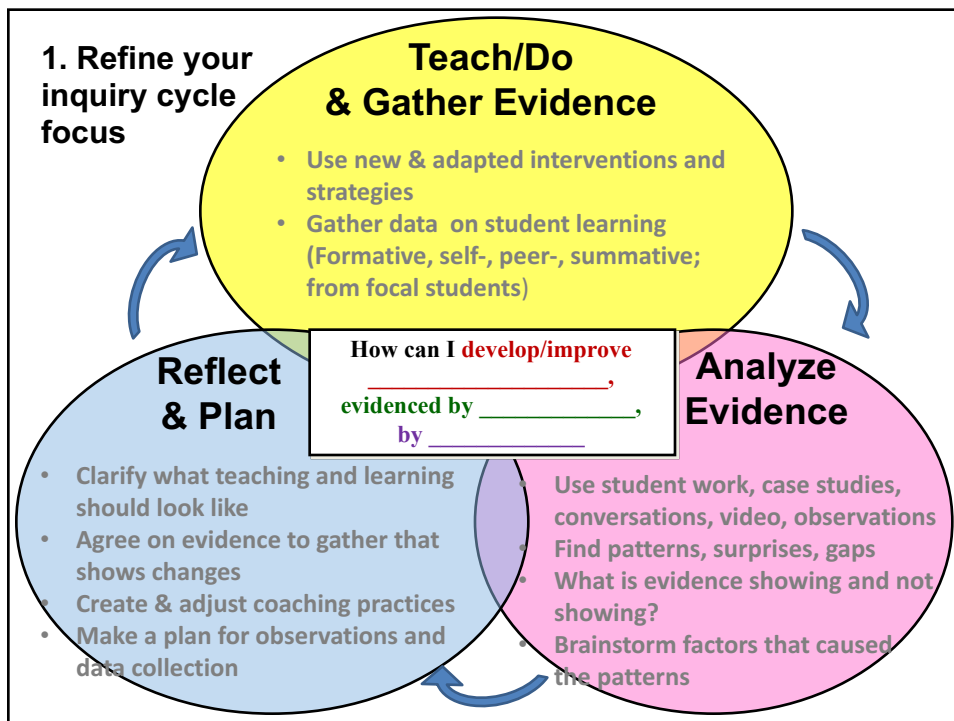 1. Refine your
inquiry cycle
focus
Teach/Do
& Gather Evidence
• Use new & adapted interventions and
strategies
• Gather data on student learning
(Formative, self-, peer-, summative;
from focal students)
How can I develop/improve
____________________,
evidenced by _____________,
by _____________
Reflect
& Plan
• Clarify what teaching and learning
should look like
• Agree on evidence to gather that
shows changes
• Create & adjust coaching practices
• Make a plan for observations and
data collection
Analyze
Evidence
• Use student work, case studies,
conversations, video, observations
• Find patterns, surprises, gaps
• What is evidence showing and not
showing?
• Brainstorm factors that caused
the patterns